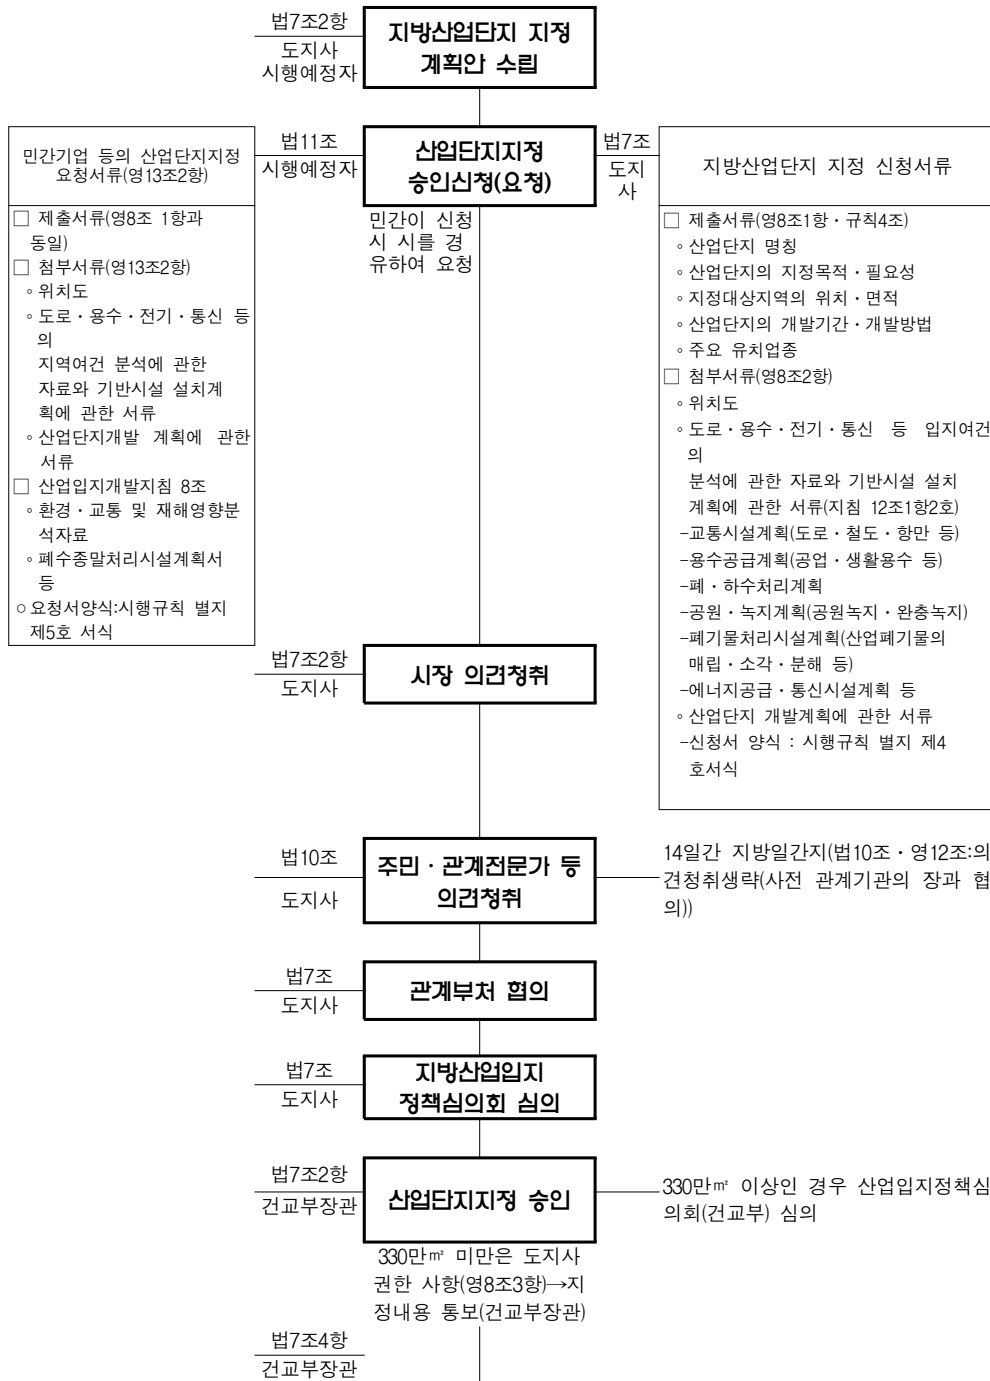 법7조2항
도지사
시행예정자
지방산업단지 지정
계획안 수립
법11조
시행예정자
산업단지지정
승인신청(요청)
법7조
도지
사
민간이 신청
시 시를 경
유하여 요청
민간기업 등의 산업단지지정
요청서류(영13조2항)
□ 제출서류(영8조 1항과
동일)
□ 첨부서류(영13조2항)
◦위치도
◦도로・용수・전기・통신 등
의
지역여건 분석에 관한
자료와 기반시설 설치계
획에 관한 서류
◦산업단지개발 계획에 관한
서류
□ 산업입지개발지침 8조
◦환경・교통 및 재해영향분
석자료
◦폐수종말처리시설계획서
등
○요청서양식:시행규칙 별지
제5호 서식
지방산업단지 지정 신청서류
□ 제출서류(영8조1항・규칙4조)
◦산업단지 명칭
◦산업단지의 지정목적・필요성
◦지정대상지역의 위치・면적
◦산업단지의 개발기간・개발방법
◦주요 유치업종
□ 첨부서류(영8조2항)
◦위치도
◦도로・용수・전기・통신 등 입지여건
의
분석에 관한 자료와 기반시설 설치
계획에 관한 서류(지침 12조1항2호)
-교통시설계획(도로・철도・항만 등)
-용수공급계획(공업・생활용수 등)
-폐・하수처리계획
-공원・녹지계획(공원녹지・완충녹지)
-폐기물처리시설계획(산업폐기물의
매립・소각・분해 등)
-에너지공급・통신시설계획 등
◦산업단지 개발계획에 관한 서류
-신청서 양식 : 시행규칙 별지 제4
호서식
법7조2항
도지사
시장 의견청취
법10조
도지사
주민・관계전문가 등
의견청취
14일간 지방일간지(법10조・영12조:의
견청취생략(사전 관계기관의 장과 협
의))
법7조
도지사
관계부처 협의
법7조
도지사
지방산업입지
정책심의회 심의
법7조2항
건교부장관
산업단지지정 승인
330만㎡ 이상인 경우 산업입지정책심
의회(건교부) 심의
330만㎡ 미만은 도지사
권한 사항(영8조3항)→지
정내용 통보(건교부장관)
법7조4항
건교부장관